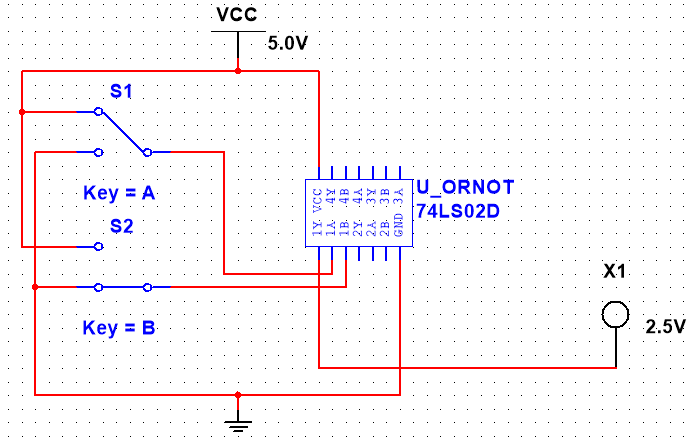 VCC
5.0V
S1
Key = A
S2
Key = B
U_ORNOT
74LS02D
VCC 4Y 4B 4A 3Y 3B 3A
1Y 1A 1B 2Y 2A 2B GND
X1
2.5V